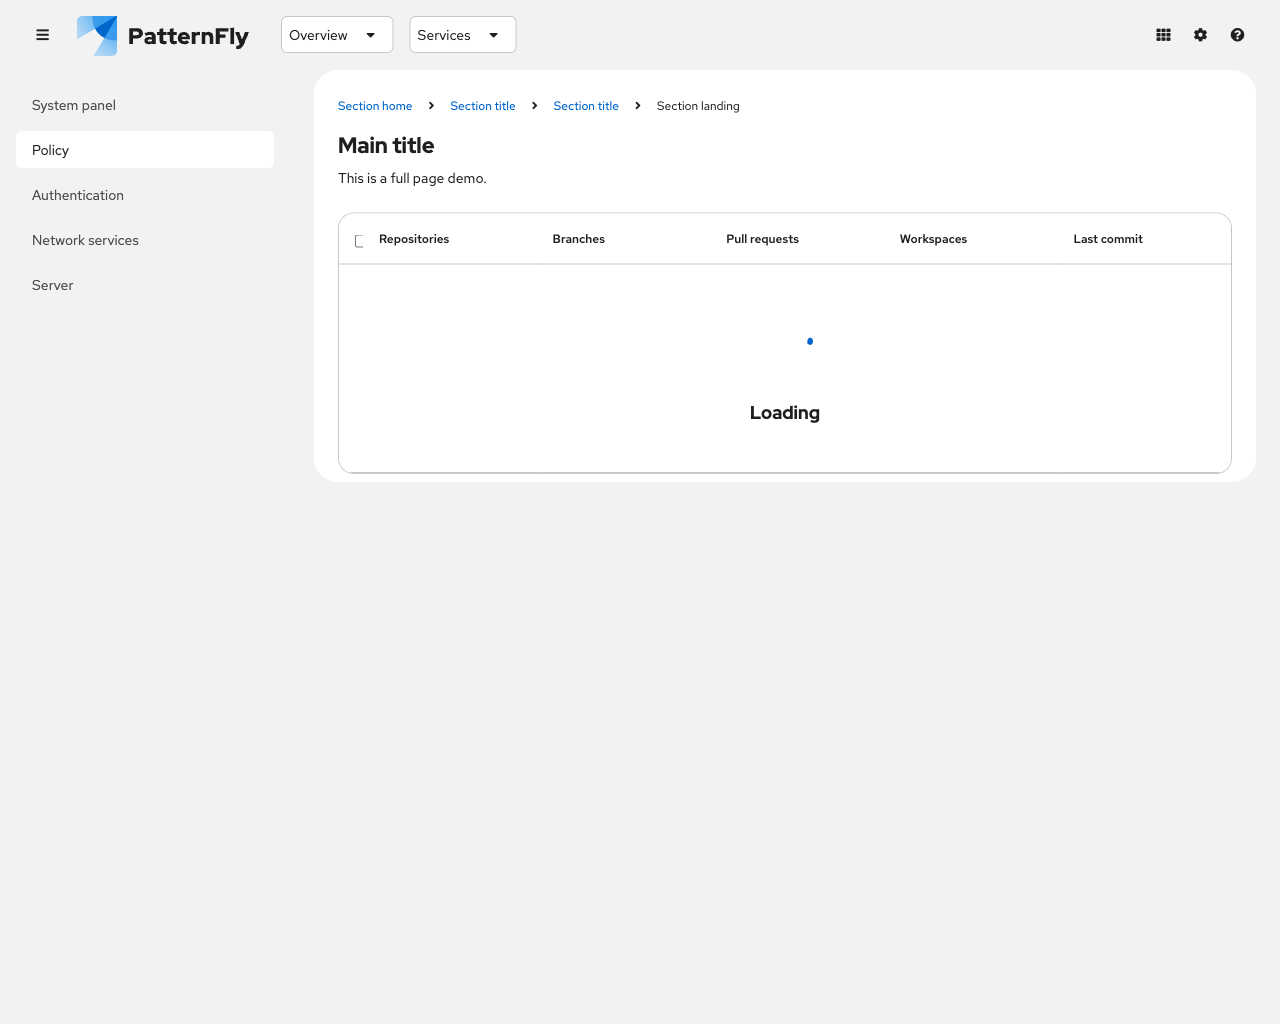 PatternFly
Overview
Services
System panel
Policy
Authentication
Network services
Server
Section home
Section title
Section title
Section landing
Main title
This is a full page demo.
Repositories
Branches
Pull requests
Workspaces
Last commit
Loading